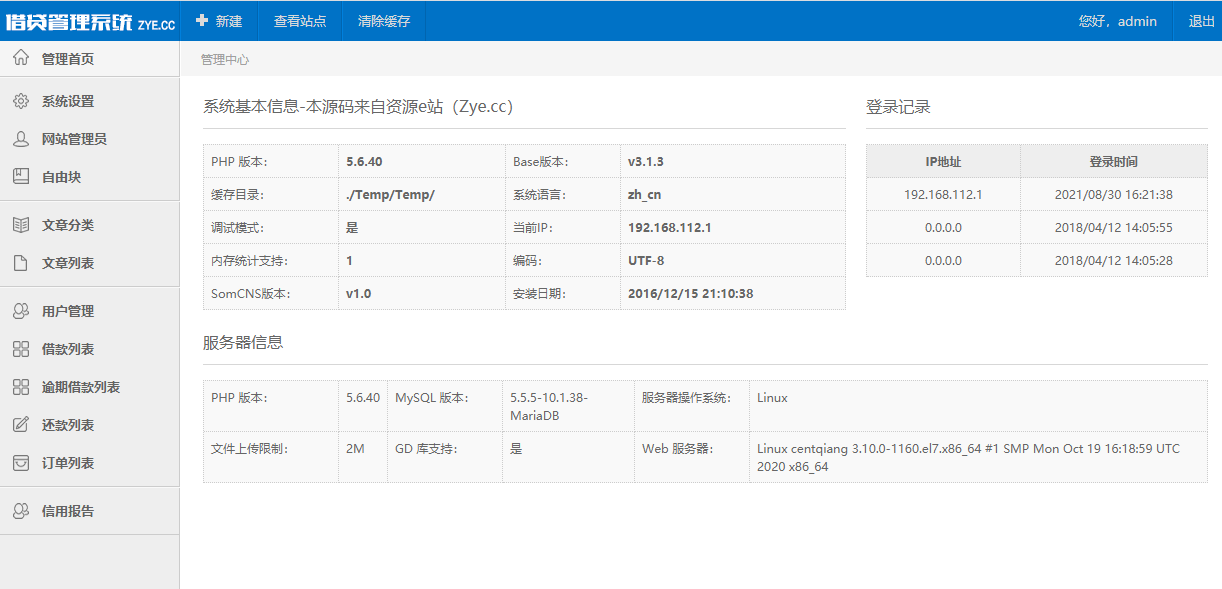 借贷管理系统 ZYE.CC
新建 查看站点 清除缓存 您好，admin 退出
管理首页
系统设置
网站管理员
自由块
文章分类
文章列表
用户管理
借款列表
逾期借款列表
还款列表
订单列表
信用报告
管理中心
系统基本信息-本源码来自资源e站（Zye.cc）
PHP 版本： 5.6.40 Base版本： v3.1.3
缓存目录： ./Temp/Temp/ 系统语言： zh_cn
调试模式： 是 当前IP： 192.168.112.1
内存统计支持： 1 编码： UTF-8
SomCNS版本： v1.0 安装日期： 2016/12/15 21:10:38
登录记录
IP地址 登录时间
192.168.112.1 2021/08/30 16:21:38
0.0.0.0 2018/04/12 14:05:55
0.0.0.0 2018/04/12 14:05:28
服务器信息
PHP 版本： 5.6.40 MySQL 版本： 5.5.5-10.1.38-
MariaDB
服务器操作系统： Linux
文件上传限制： 2M GD 库支持： 是 Web 服务器： Linux centqiang 3.10.0-1160.el7.x86_64 #1 SMP Mon Oct 19 16:18:59 UTC
2020 x86_64